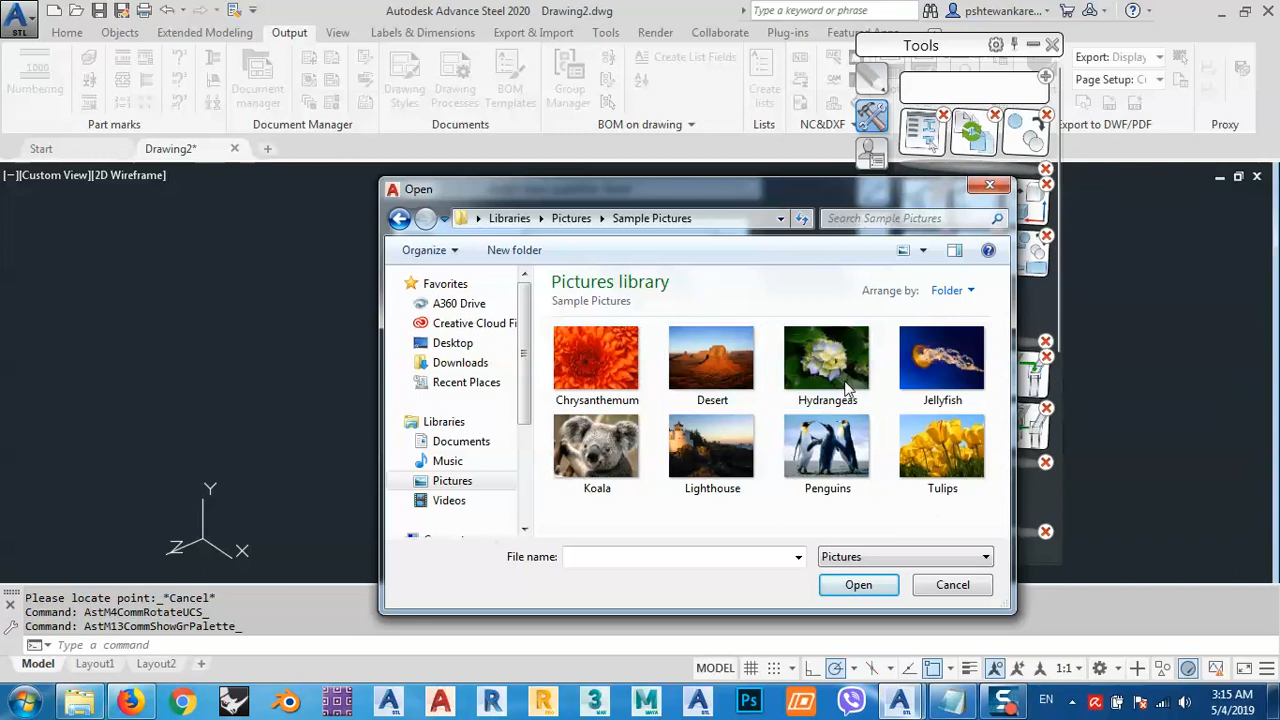 Autodesk Advance Steel 2020 Drawing2.dwg
Type a keyword or phrase
pshtewankare...
STL
Home Objects Extended Modeling Output View Labels & Dimensions Export & Import Tools Render Collaborate Plug-ins Featured Apps
Tools
1000
Numbering
Document manager
Drawing Styles
Drawing Processes
BOM Templates
Group Manager
Create Field Lists
Create lists
Export: Display
Page Setup:
Part marks
Document Manager
Documents
BOM on drawing
Lists
NC&DXF
Export to DWF/PDF
Proxy
Start
Drawing2*
[−][Custom View][2D Wireframe]
Open
Libraries
Pictures
Sample Pictures
Search Sample Pictures
Organize
New folder
Favorites
A360 Drive
Creative Cloud Fi
Desktop
Downloads
Recent Places
Libraries
Documents
Music
Pictures
Videos
Pictures library
Sample Pictures
Arrange by: Folder
Chrysanthemum
Desert
Hydrangeas
Jellyfish
Koala
Lighthouse
Penguins
Tulips
File name:
Pictures
Open
Cancel
Y
Z
X
Please locate point:_*Cancel*
Command: AstM4CommRotateUCS_
Command: AstM13CommShowGrPalette_
Type a command
Model
Layout1
Layout2
MODEL
1:1
EN
3:15 AM
5/4/2019